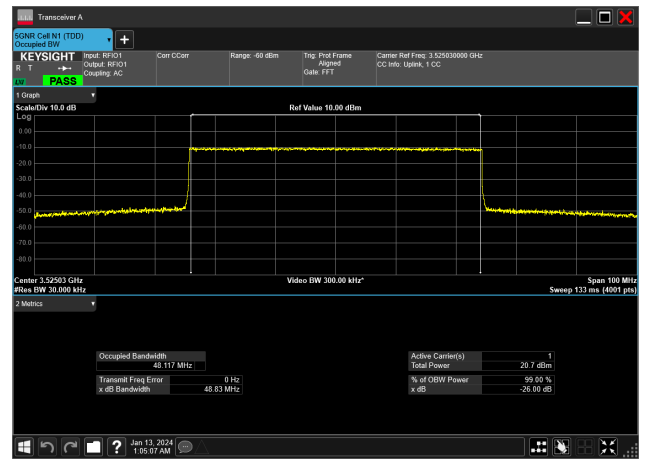 Transceiver A
5GNR Cell N1 (TDD)
Occupied BW
KEYSIGHT
R T
LW
PASS
Input: RFIO1
Output: RFIO1
Coupling: AC
Corr CCorr
Range: -60 dBm
Trig: Prot Frame
Aligned
Gate: FFT
Carrier Ref Freq: 3.525030000 GHz
CC Info: Uplink, 1 CC
1 Graph
Scale/Div 10.0 dB
Ref Value 10.00 dBm
Log
0.00
-10.0
-20.0
-30.0
-40.0
-50.0
-60.0
-70.0
-80.0
Center 3.52503 GHz
Video BW 300.00 kHz*
Span 100 MHz
#Res BW 30.000 kHz
Sweep 133 ms (4001 pts)
2 Metrics
Occupied Bandwidth
48.117 MHz
Transmit Freq Error 0 Hz
x dB Bandwidth 48.83 MHz
Active Carrier(s) 1
Total Power 20.7 dBm
% of OBW Power 99.00 %
x dB -26.00 dB
?
Jan 13, 2024
1:05:07 AM